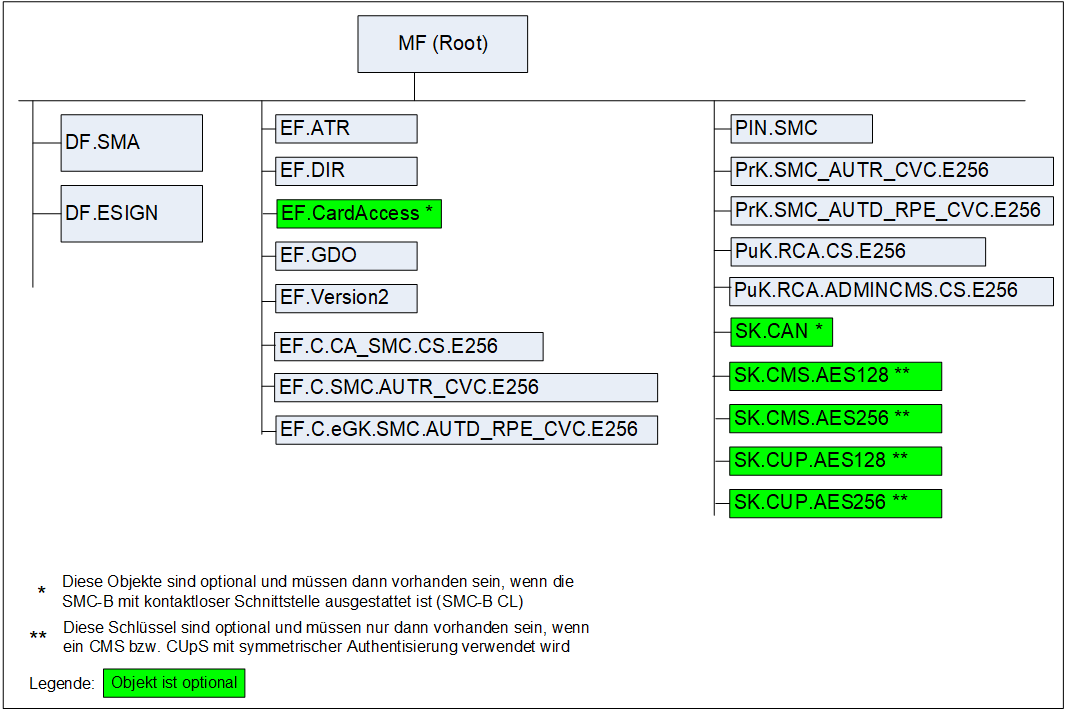 MF (Root)
DF.SMA
DF.ESIGN
EF.ATR
EF.DIR
EF.CardAccess *
EF.GDO
EF.Version2
EF.C.CA_SMC.CS.E256
EF.C.SMC.AUTR_CVC.E256
EF.C.eGK.SMC.AUTD_RPE_CVC.E256
PIN.SMC
PrK.SMC_AUTR_CVC.E256
PrK.SMC_AUTD_RPE_CVC.E256
PuK.RCA.CS.E256
PuK.RCA.ADMINCMS.CS.E256
SK.CAN *
SK.CMS.AES128 **
SK.CMS.AES256 **
SK.CUP.AES128 **
SK.CUP.AES256 **
* Diese Objekte sind optional und müssen dann vorhanden sein, wenn die
SMC-B mit kontaktloser Schnittstelle ausgestattet ist (SMC-B CL)
** Diese Schlüssel sind optional und müssen nur dann vorhanden sein, wenn
ein CMS bzw. CUpS mit symmetrischer Authentisierung verwendet wird
Legende: Objekt ist optional